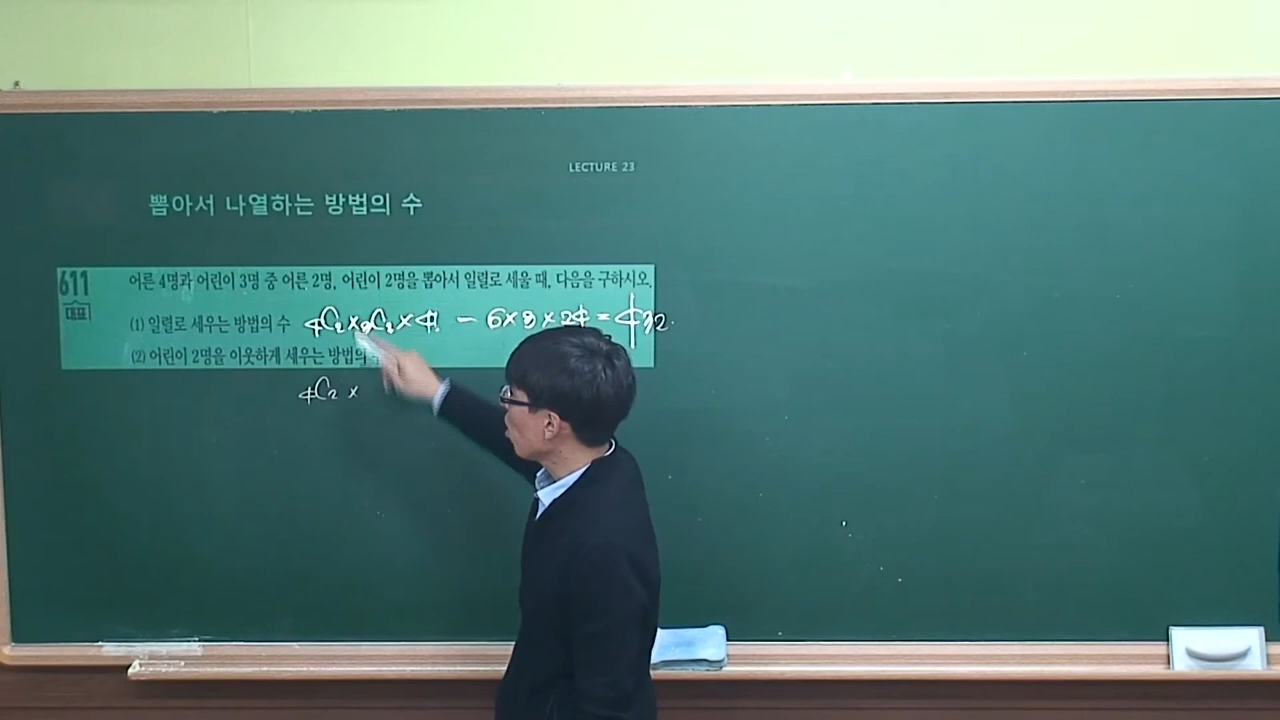 LECTURE 23
뽑아서 나열하는 방법의 수
611
대표
어른 4명과 어린이 3명 중 어른 2명, 어린이 2명을 뽑아서 일렬로 세울 때, 다음을 구하시오.
(1) 일렬로 세우는 방법의 수 ₄C₂×₃C₂×4! = 6×3×24=432.
(2) 어린이 2명을 이웃하게 세우는 방법의
₄C₂ ×